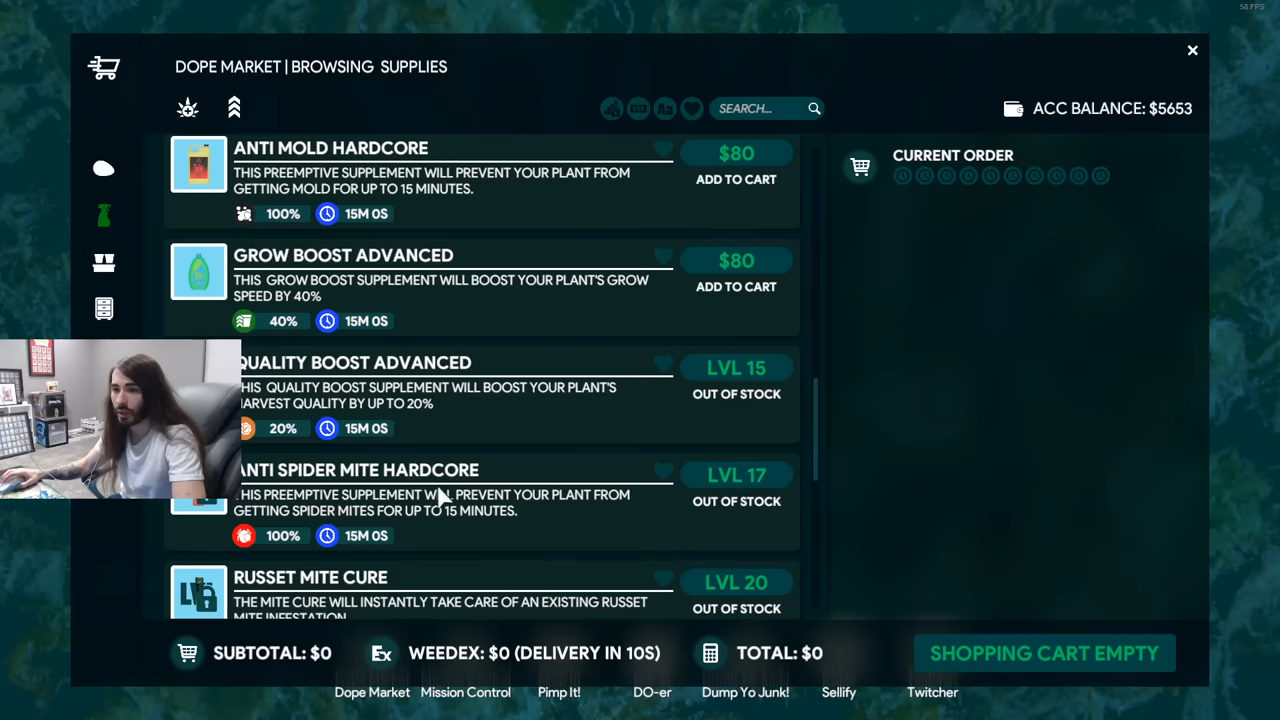 58 FPS
DOPE MARKET | BROWSING SUPPLIES
SEARCH...
ACC BALANCE: $5653
ANTI MOLD HARDCORE
THIS PREEMPTIVE SUPPLEMENT WILL PREVENT YOUR PLANT FROM
GETTING MOLD FOR UP TO 15 MINUTES.
100% 15M 0S
$80
ADD TO CART
CURRENT ORDER
GROW BOOST ADVANCED
THIS GROW BOOST SUPPLEMENT WILL BOOST YOUR PLANT'S GROW
SPEED BY 40%
40% 15M 0S
$80
ADD TO CART
QUALITY BOOST ADVANCED
HIS QUALITY BOOST SUPPLEMENT WILL BOOST YOUR PLANT'S
ARVEST QUALITY BY UP TO 20%
20% 15M 0S
LVL 15
OUT OF STOCK
ANTI SPIDER MITE HARDCORE
HIS PREEMPTIVE SUPPLEMENT WILL PREVENT YOUR PLANT FROM
GETTING SPIDER MITES FOR UP TO 15 MINUTES.
100% 15M 0S
LVL 17
OUT OF STOCK
RUSSET MITE CURE
THE MITE CURE WILL INSTANTLY TAKE CARE OF AN EXISTING RUSSET
MITE INFESTATION
LVL 20
OUT OF STOCK
SUBTOTAL: $0
Ex WEEDEX: $0 (DELIVERY IN 10S)
TOTAL: $0
SHOPPING CART EMPTY
Dope Market Mission Control Pimp It! DO-er Dump Yo Junk! Sellify Twitcher